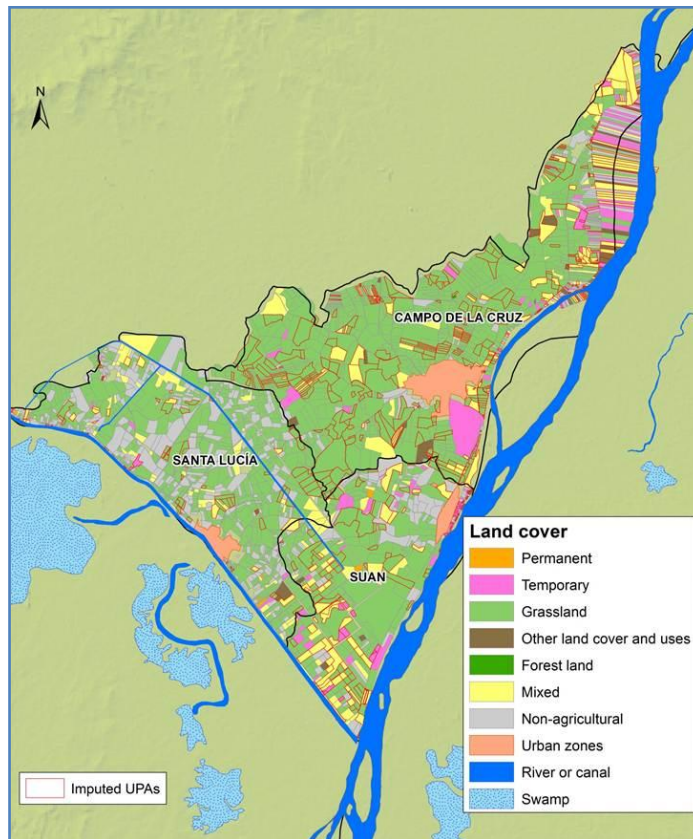 N
CAMPO DE LA CRUZ
SANTA LUCÍA
SUAN
Land cover
Permanent
Temporary
Grassland
Other land cover and uses
Forest land
Mixed
Non-agricultural
Urban zones
River or canal
Swamp
Imputed UPAs